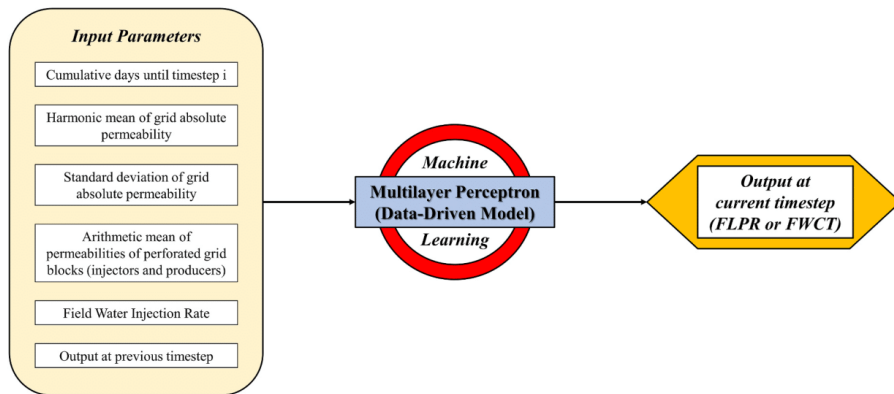 Input Parameters
Cumulative days until timestep i
Harmonic mean of grid absolute
permeability
Standard deviation of grid
absolute permeability
Arithmetic mean of
permeabilities of perforated grid
blocks (injectors and producers)
Field Water Injection Rate
Output at previous timestep
Machine
Multilayer Perceptron
(Data-Driven Model)
Learning
Output at
current timestep
(FLPR or FWCT)